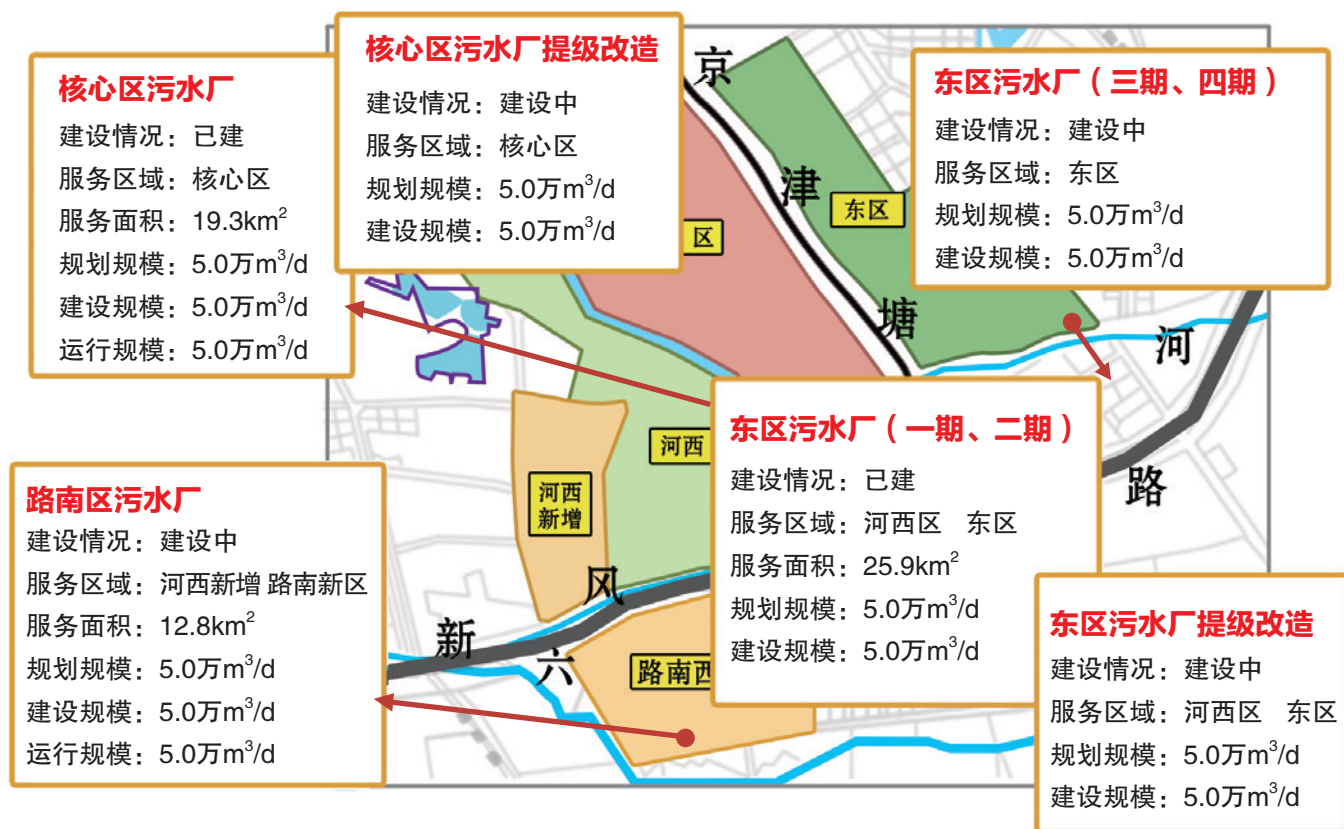 核心区污水厂
建设情况：已建
服务区域：核心区
服务面积：19.3km²
规划规模：5.0万m³/d
建设规模：5.0万m³/d
运行规模：5.0万m³/d
核心区污水厂提级改造
建设情况：建设中
服务区域：核心区
规划规模：5.0万m³/d
建设规模：5.0万m³/d
东区污水厂（三期、四期）
建设情况：建设中
服务区域：东区
规划规模：5.0万m³/d
建设规模：5.0万m³/d
京
津
塘
东区
区
河
路
河西
河西
新增
东区污水厂（一期、二期）
建设情况：已建
服务区域：河西区 东区
服务面积：25.9km²
规划规模：5.0万m³/d
建设规模：5.0万m³/d
路南区污水厂
建设情况：建设中
服务区域：河西新增 路南新区
服务面积：12.8km²
规划规模：5.0万m³/d
建设规模：5.0万m³/d
运行规模：5.0万m³/d
风
新
六
路南西
东区污水厂提级改造
建设情况：建设中
服务区域：河西区 东区
规划规模：5.0万m³/d
建设规模：5.0万m³/d